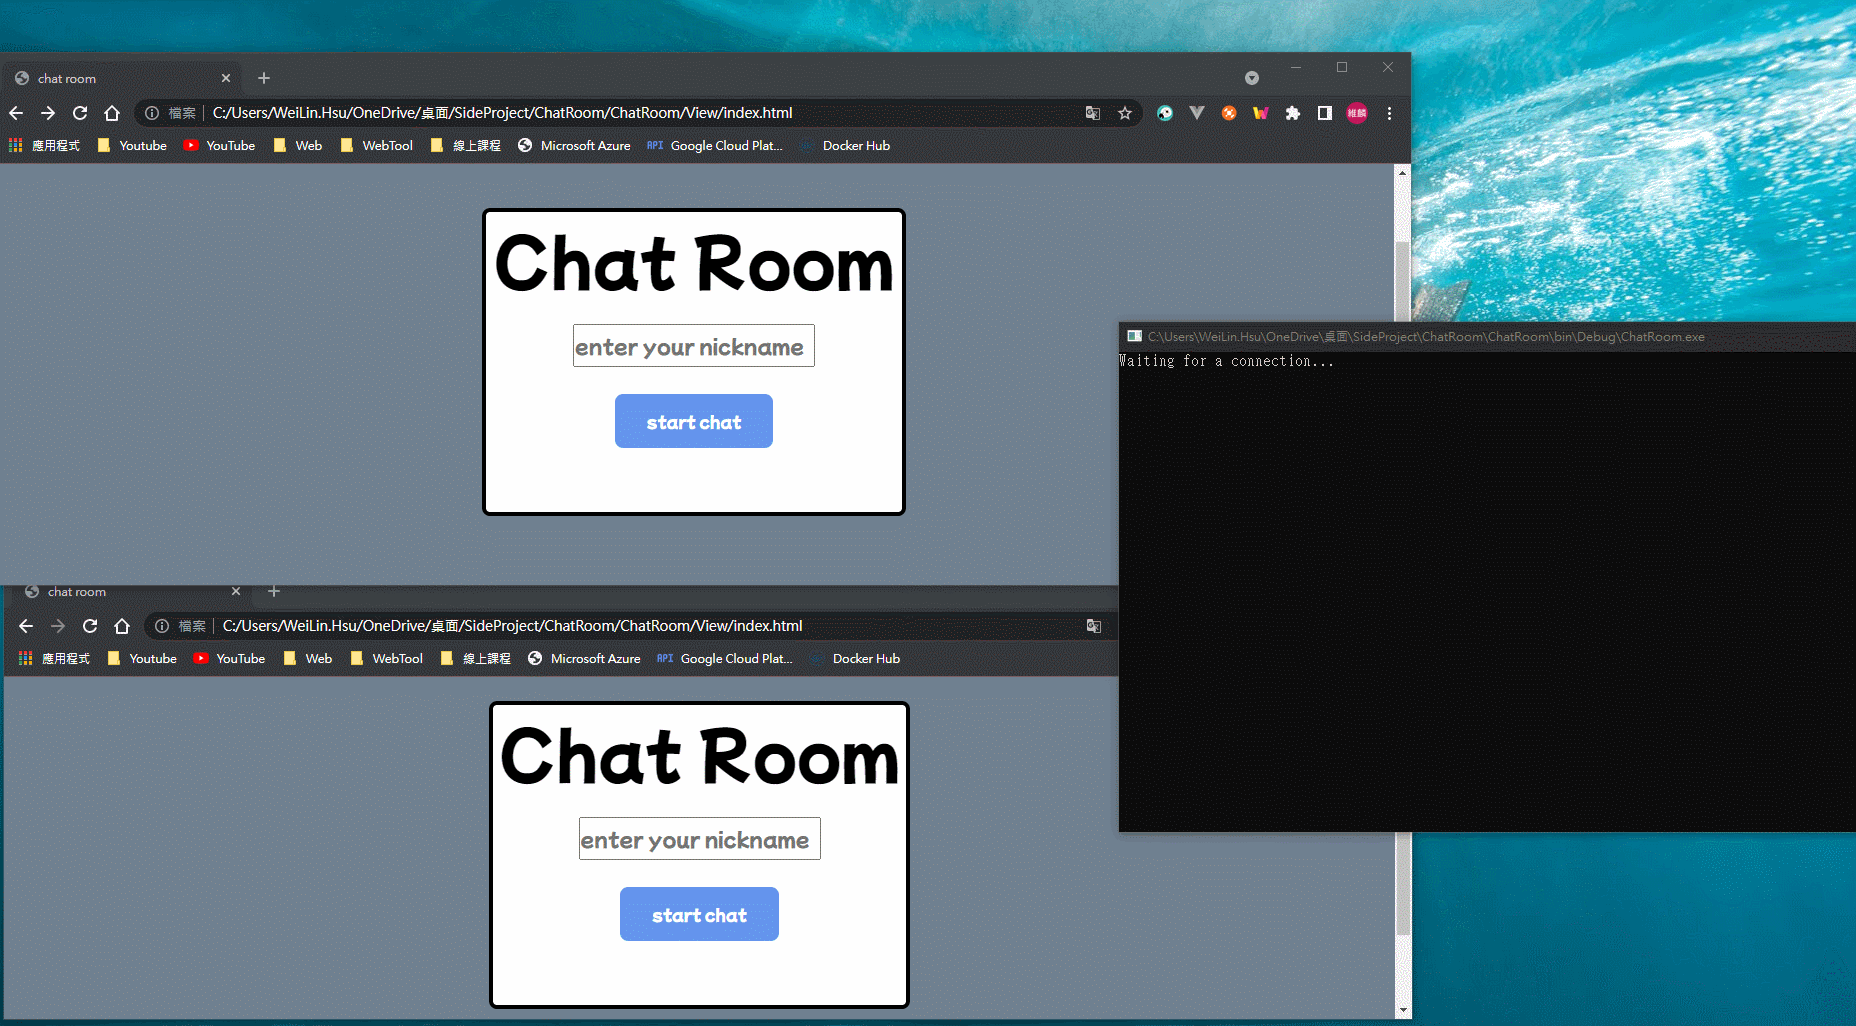 chat room
檔案 C:/Users/WeiLin.Hsu/OneDrive/桌面/SideProject/ChatRoom/ChatRoom/View/index.html
維麟
應用程式 Youtube YouTube Web WebTool 線上課程 Microsoft Azure API Google Cloud Plat... Docker Hub
Chat Room
enter your nickname
start chat
C:\Users\WeiLin.Hsu\OneDrive\桌面\SideProject\ChatRoom\ChatRoom\bin\Debug\ChatRoom.exe
Waiting for a connection...
chat room
檔案 C:/Users/WeiLin.Hsu/OneDrive/桌面/SideProject/ChatRoom/ChatRoom/View/index.html
應用程式 Youtube YouTube Web WebTool 線上課程 Microsoft Azure API Google Cloud Plat... Docker Hub
Chat Room
enter your nickname
start chat